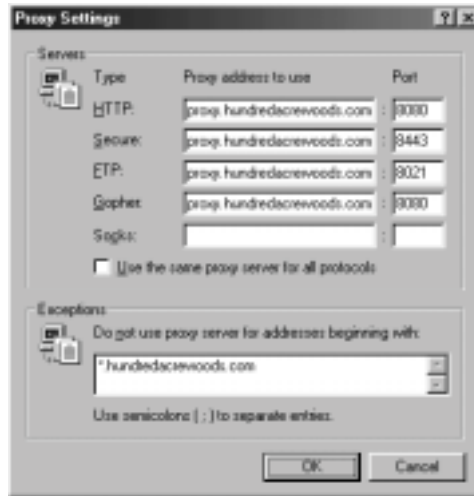 Proxy Settings
Servers
Type Proxy address to use Port
HTTP: proxy.hundredacrewoods.com : 8080
Secure: proxy.hundredacrewoods.com : 8443
FTP: proxy.hundredacrewoods.com : 8021
Gopher: proxy.hundredacrewoods.com : 8080
Socks: :
Use the same proxy server for all protocols
Exceptions
Do not use proxy server for addresses beginning with:
*.hundredacrewoods.com
Use semicolons ( ; ) to separate entries.
OK Cancel